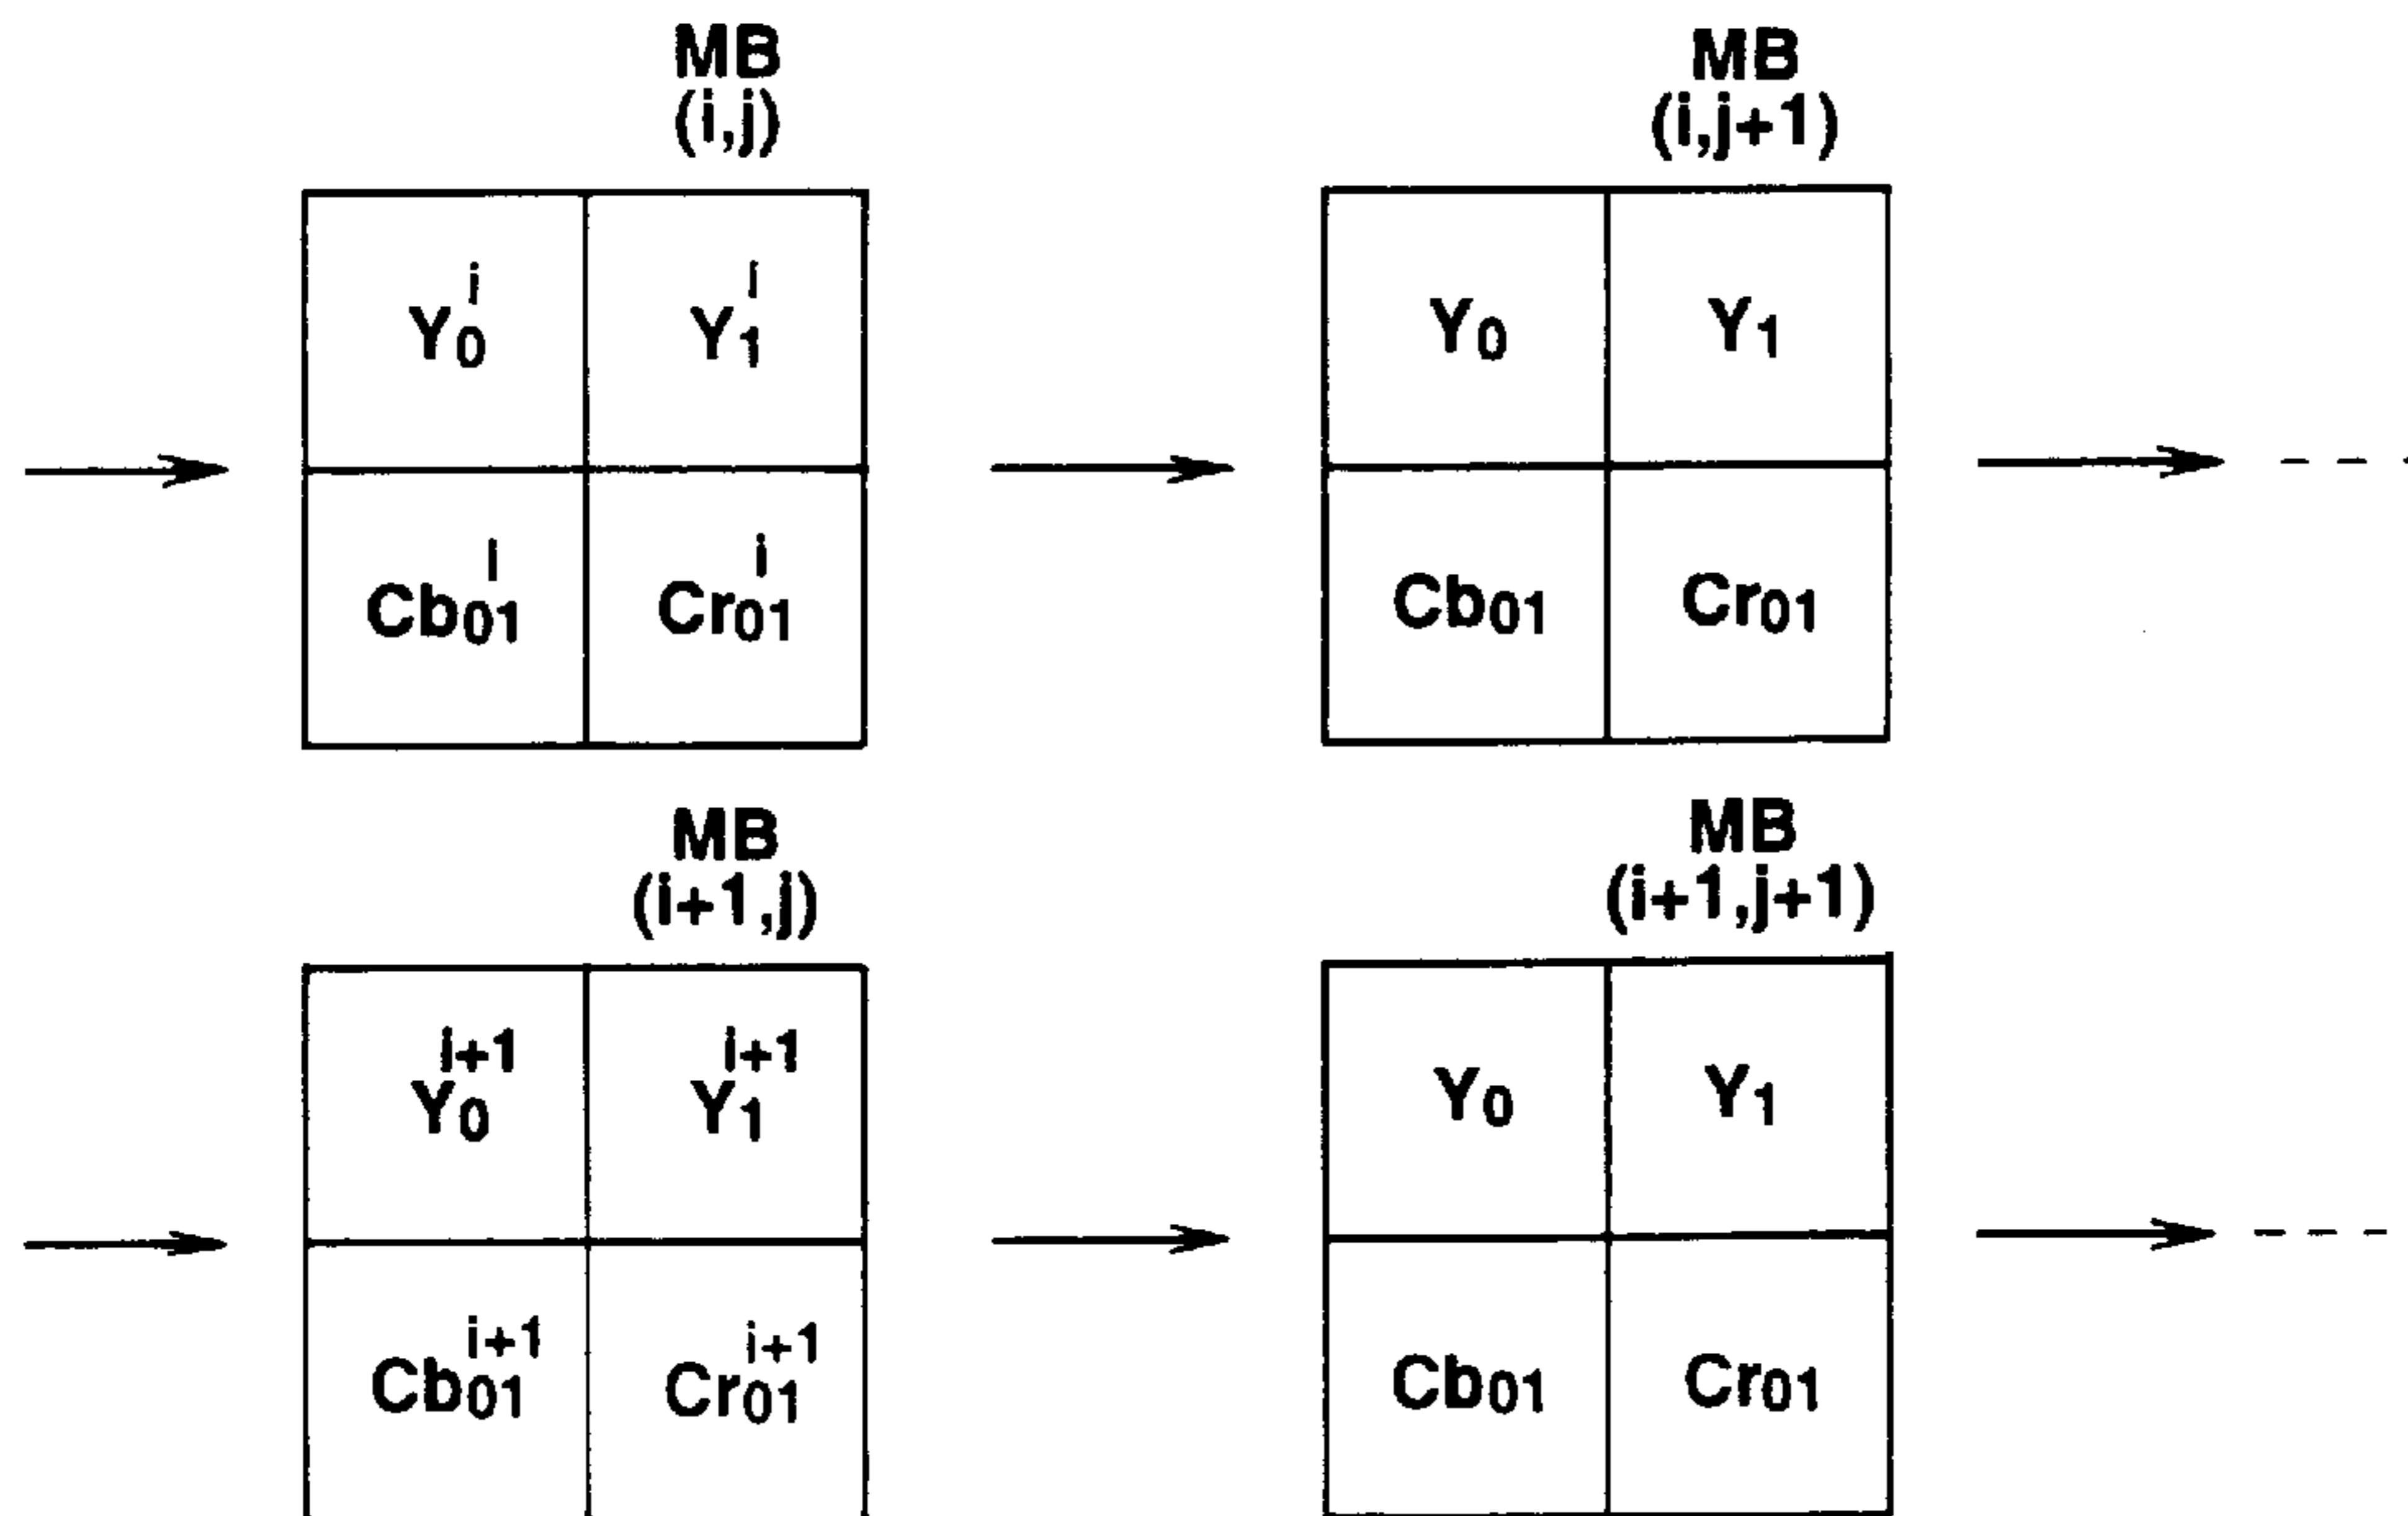 MB MB
(i,j) (i,j+1)
Y₀ⁱ Y₁ⁱ Y₀ Y₁
Cb₀₁ⁱ Cr₀₁ⁱ Cb₀₁ Cr₀₁
MB MB
(i+1,j) (i+1,j+1)
Y₀ⁱ⁺¹ Y₁ⁱ⁺¹ Y₀ Y₁
Cb₀₁ⁱ⁺¹ Cr₀₁ⁱ⁺¹ Cb₀₁ Cr₀₁